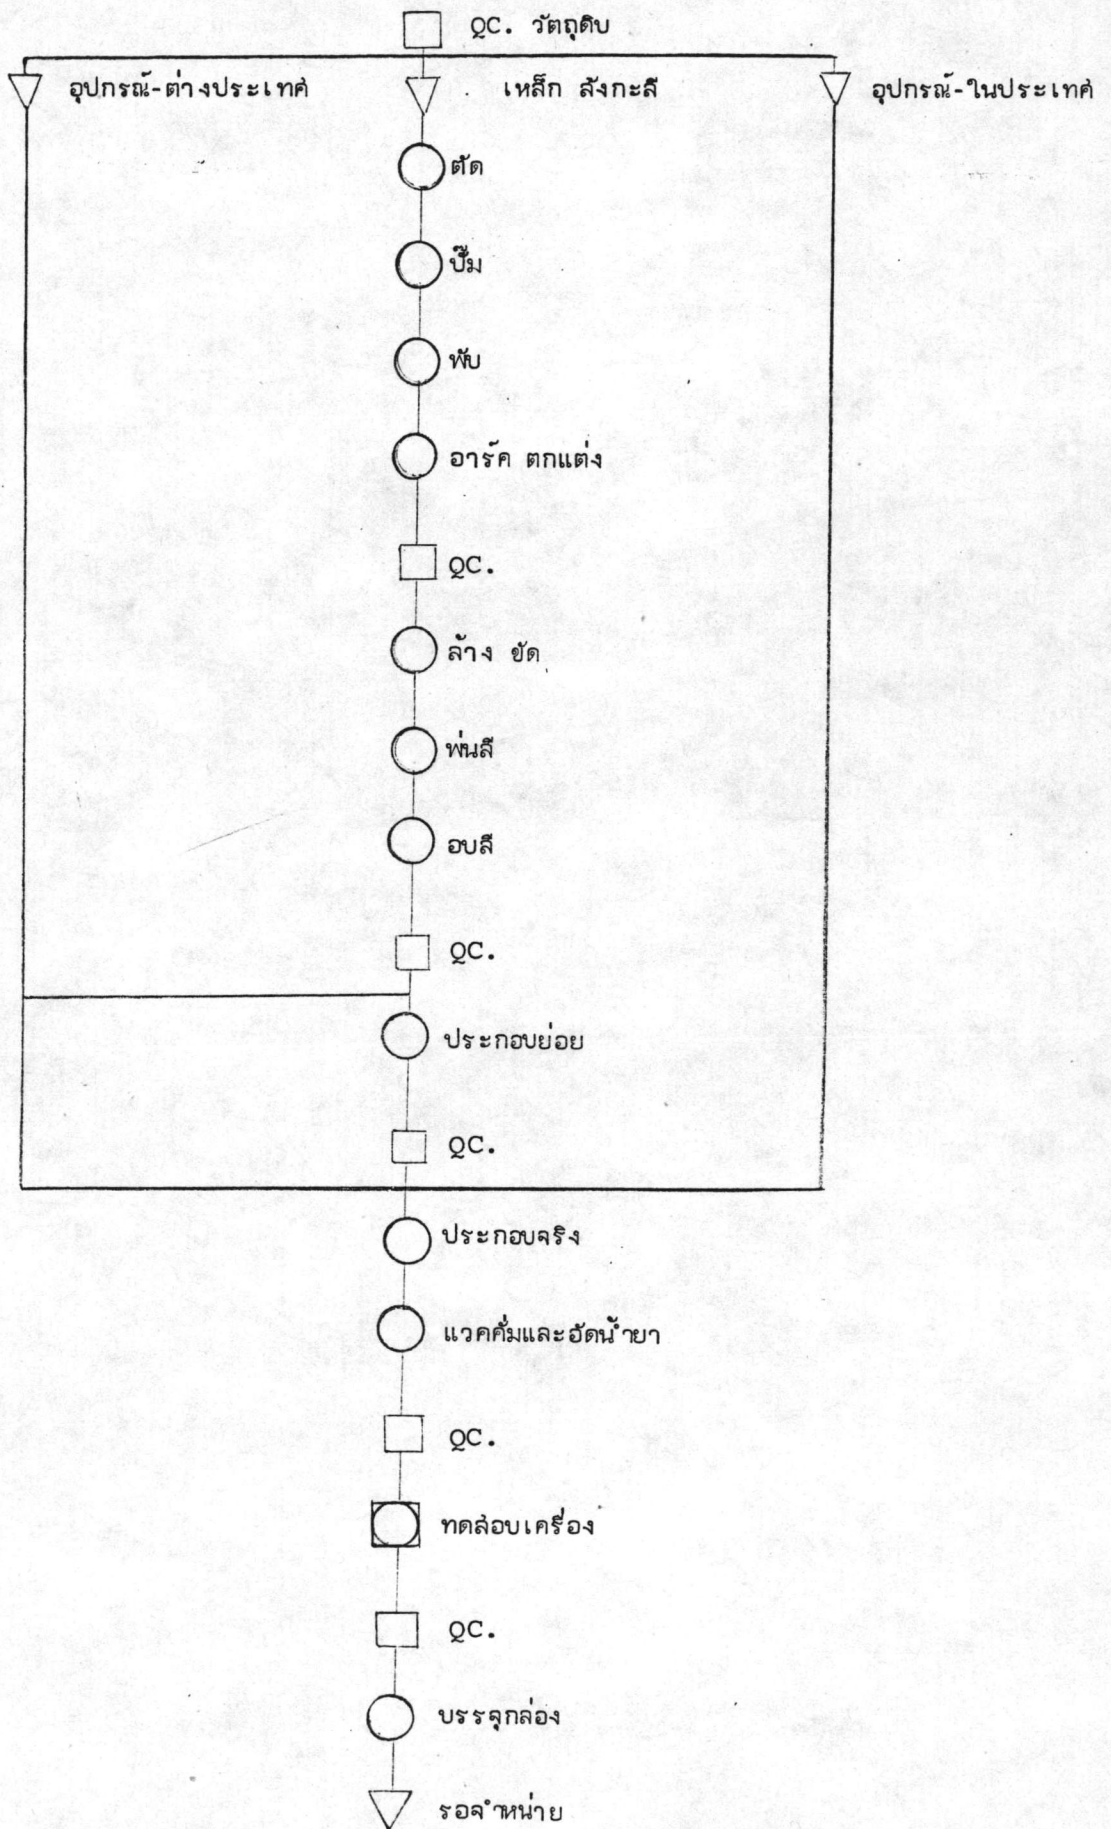 QC. วัตถุดิบ
อุปกรณ์-ต่างประเทศ
เหล็ก สังกะสี
อุปกรณ์-ในประเทศ
ตัด
ปั๊ม
พับ
อาร์ค ตกแต่ง
QC.
ล้าง ขัด
พ่นสี
อบสี
QC.
ประกอบย่อย
QC.
ประกอบจริง
แวคคั่มและอัดน้ำยา
QC.
ทดสอบเครื่อง
QC.
บรรจุกล่อง
รอจำหน่าย